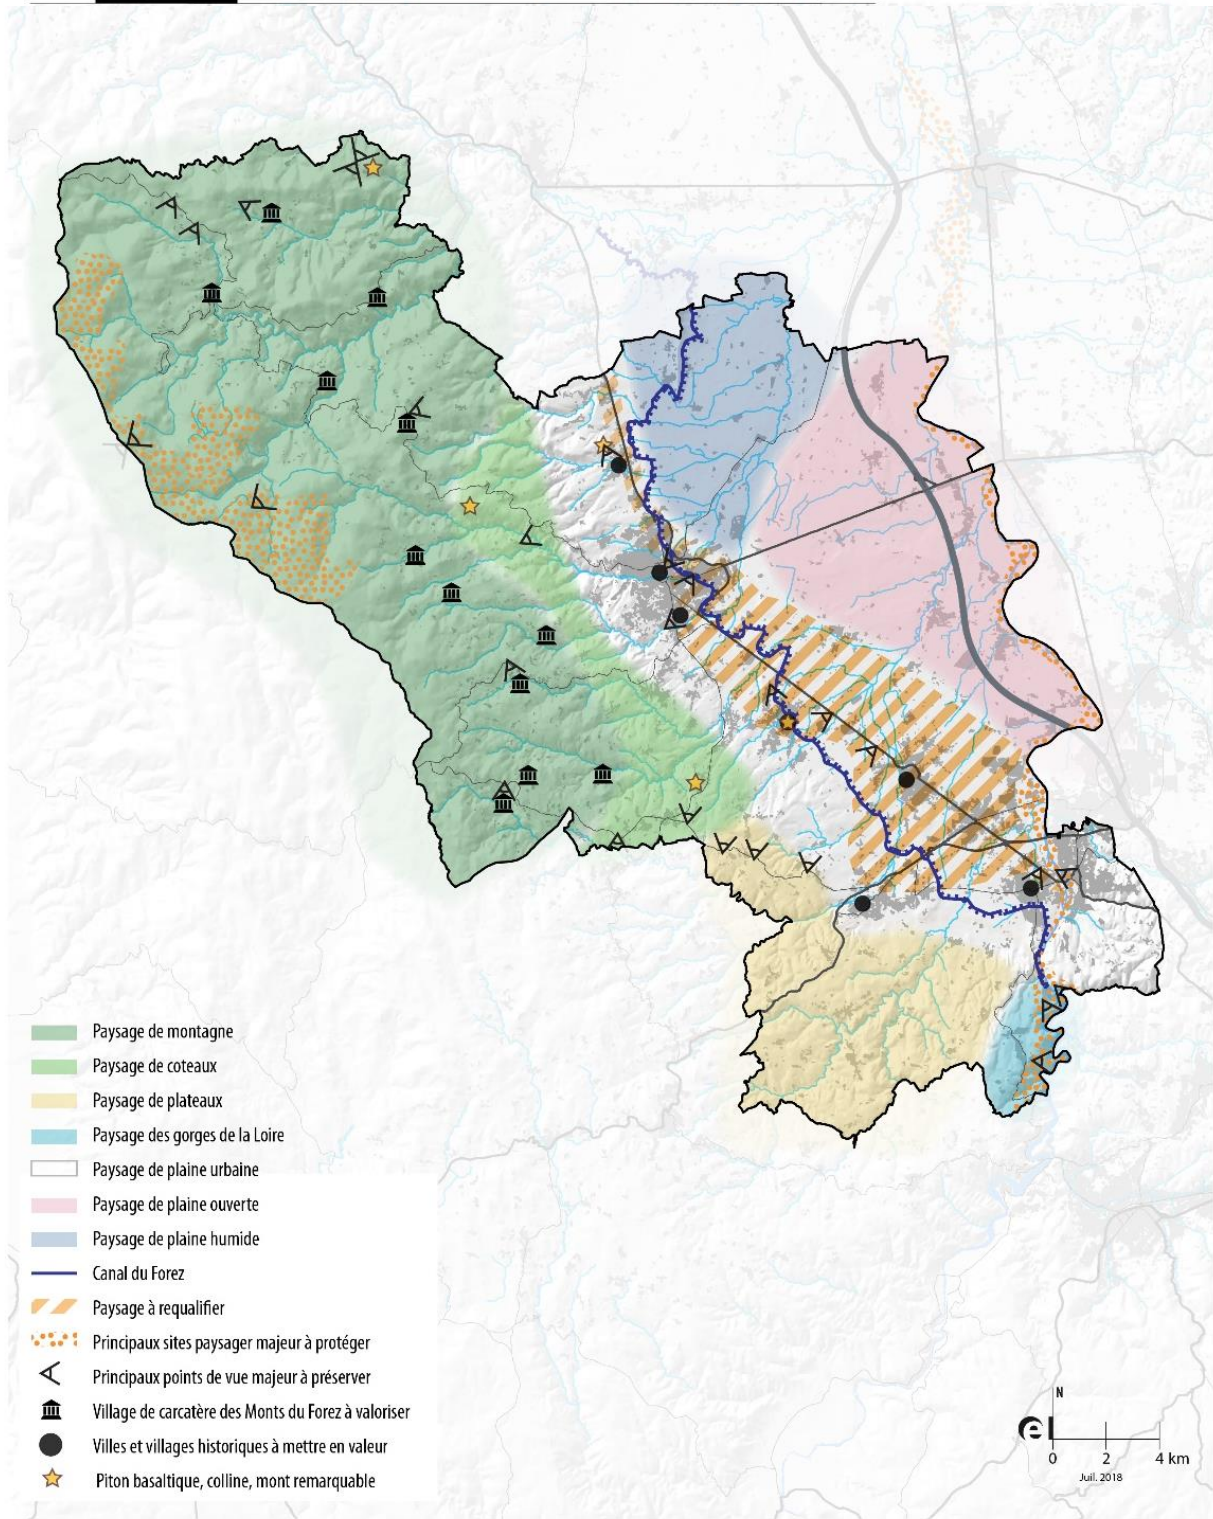 Paysage de montagne
Paysage de coteaux
Paysage de plateaux
Paysage des gorges de la Loire
Paysage de plaine urbaine
Paysage de plaine ouverte
Paysage de plaine humide
Canal du Forez
Paysage à requalifier
Principaux sites paysager majeur à protéger
Principaux points de vue majeur à préserver
Village de carcatère des Monts du Forez à valoriser
Villes et villages historiques à mettre en valeur
Piton basaltique, colline, mont remarquable
N
0 2 4 km
Juil. 2018